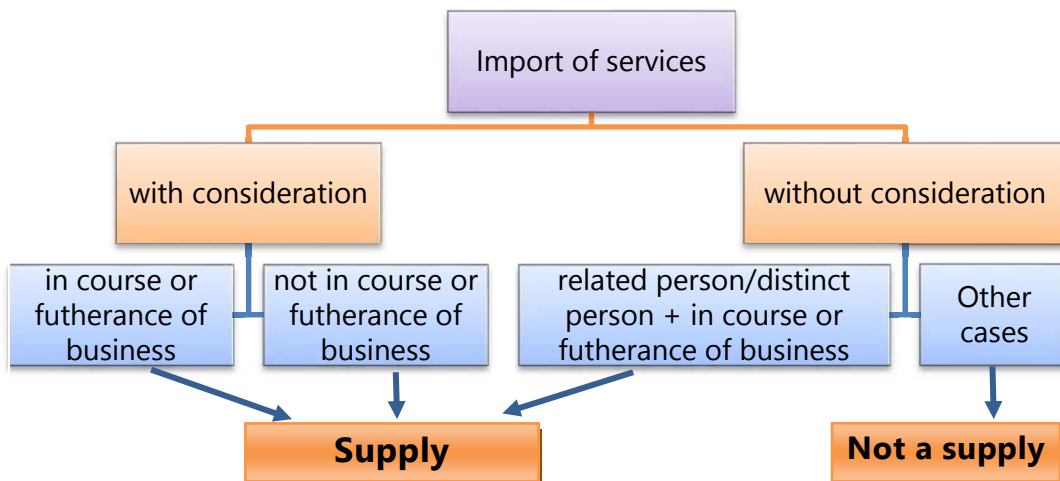 Import of services
with consideration
without consideration
in course or
futherance of
business
not in course or
futherance of
business
related person/distinct
person + in course or
futherance of business
Other
cases
Supply
Not a supply